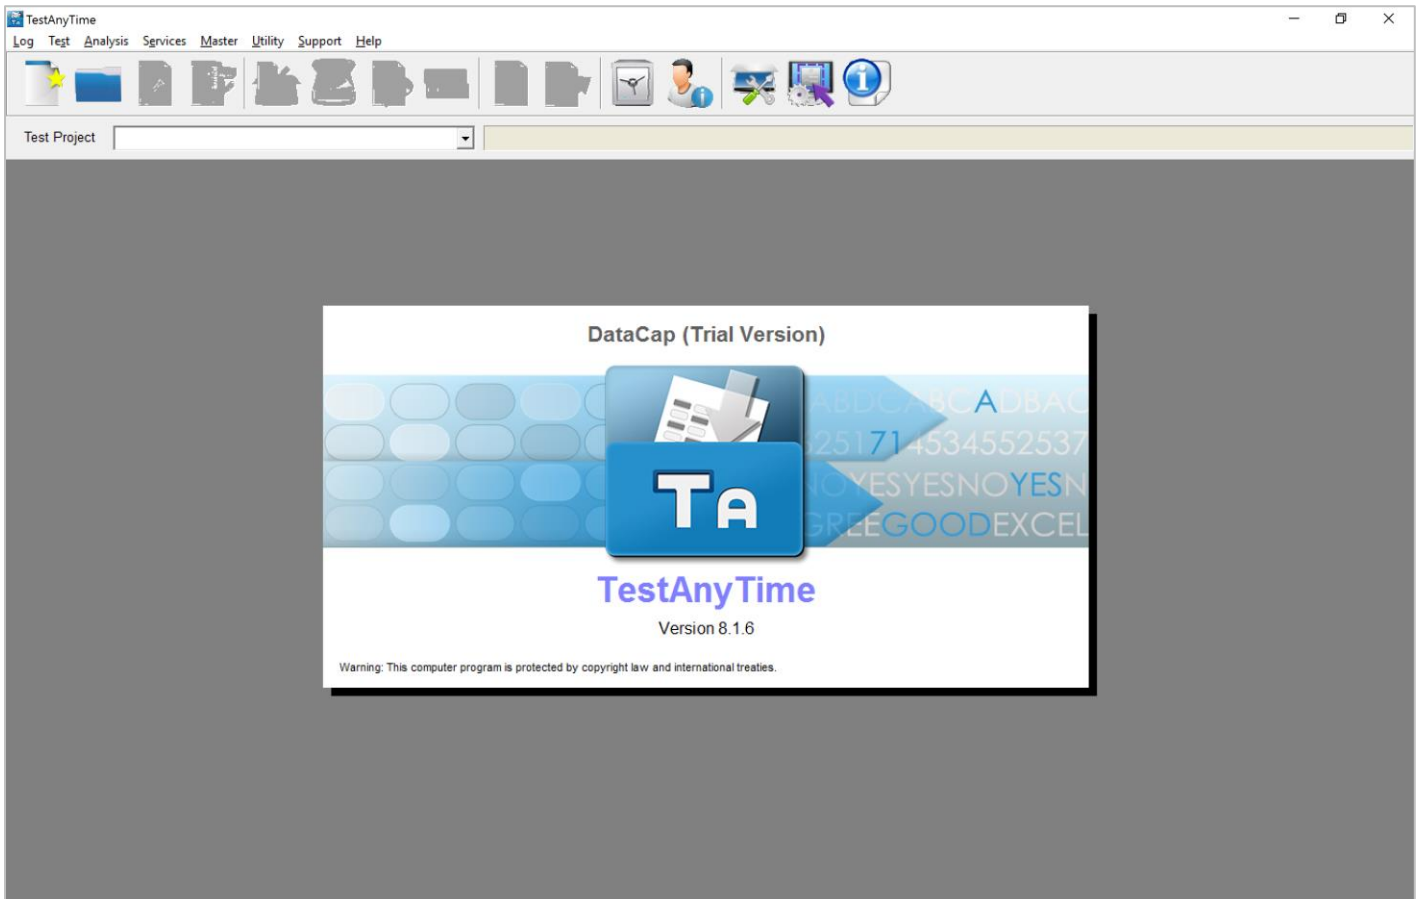 TestAnyTime
Log Test Analysis Services Master Utility Support Help
Test Project
DataCap (Trial Version)
ABDCABCADBAC
3251714534552537
NOYESYESNOYESN
GREEGOODEXCEL
TA
TestAnyTime
Version 8.1.6
Warning: This computer program is protected by copyright law and international treaties.